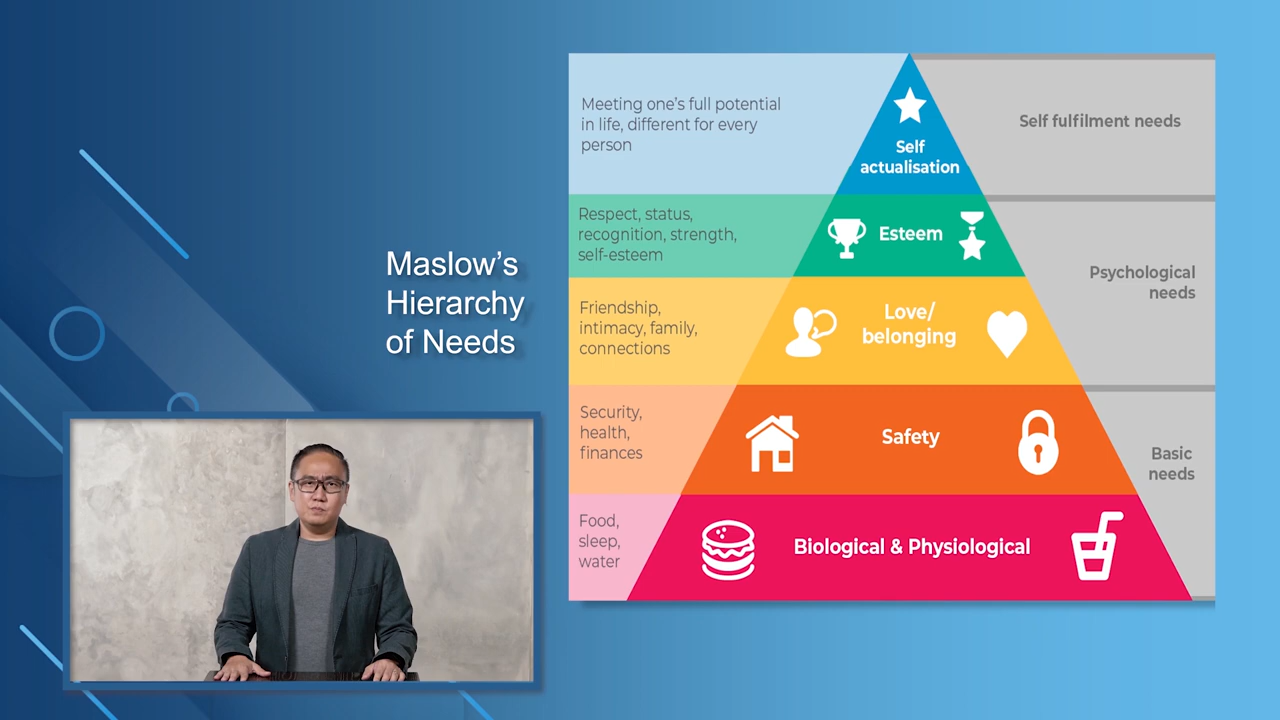 Maslow's
Hierarchy
of Needs
Meeting one's full potential
in life, different for every
person
Self
actualisation
Self fulfilment needs
Respect, status,
recognition, strength,
self-esteem
Esteem
Psychological
needs
Friendship,
intimacy, family,
connections
Love/
belonging
Security,
health,
finances
Safety
Basic
needs
Food,
sleep,
water
Biological & Physiological